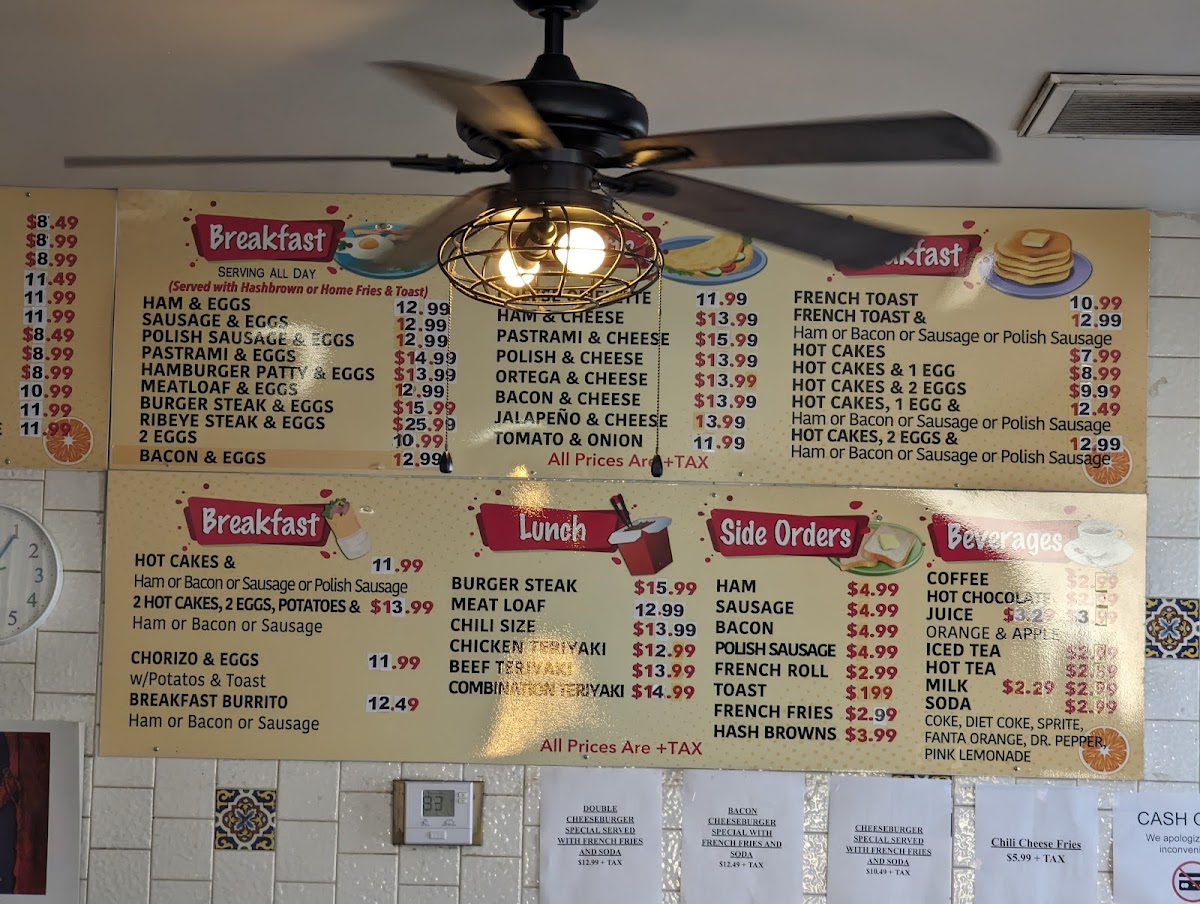 $8.49
$8.99
$8.99
11.49
11.99
11.99
$8.49
$8.99
$8.99
10.99
11.99
11.99
Breakfast
SERVING ALL DAY
(Served with Hashbrown or Home Fries & Toast)
HAM & EGGS 12.99
SAUSAGE & EGGS 12.99
POLISH SAUSAGE & EGGS 12.99
PASTRAMI & EGGS $14.99
HAMBURGER PATTY & EGGS $13.99
MEATLOAF & EGGS 12.99
BURGER STEAK & EGGS $15.99
RIBEYE STEAK & EGGS $25.99
2 EGGS 10.99
BACON & EGGS 12.99
11.99
HAM & CHEESE $13.99
PASTRAMI & CHEESE $15.99
POLISH & CHEESE $13.99
ORTEGA & CHEESE $13.99
BACON & CHEESE $13.99
JALAPEÑO & CHEESE 13.99
TOMATO & ONION 11.99
All Prices Are +TAX
FRENCH TOAST 10.99
FRENCH TOAST & 12.99
Ham or Bacon or Sausage or Polish Sausage
HOT CAKES $7.99
HOT CAKES & 1 EGG $8.99
HOT CAKES & 2 EGGS $9.99
HOT CAKES, 1 EGG & 12.49
Ham or Bacon or Sausage or Polish Sausage
HOT CAKES, 2 EGGS & 12.99
Ham or Bacon or Sausage or Polish Sausage
Breakfast
HOT CAKES & 11.99
Ham or Bacon or Sausage or Polish Sausage
2 HOT CAKES, 2 EGGS, POTATOES & $13.99
Ham or Bacon or Sausage
CHORIZO & EGGS 11.99
w/Potatos & Toast
BREAKFAST BURRITO 12.49
Ham or Bacon or Sausage
Lunch
BURGER STEAK $15.99
MEAT LOAF 12.99
CHILI SIZE $13.99
CHICKEN TERIYAKI $12.99
BEEF TERIYAKI $13.99
COMBINATION TERIYAKI $14.99
All Prices Are +TAX
Side Orders
HAM $4.99
SAUSAGE $4.99
BACON $4.99
POLISH SAUSAGE $4.99
FRENCH ROLL $2.99
TOAST $199
FRENCH FRIES $2.99
HASH BROWNS $3.99
Beverages
COFFEE
HOT CHOCOLATE
JUICE $3.29
ORANGE & APPLE
ICED TEA
HOT TEA
MILK $2.29 $2.99
SODA $2.99
COKE, DIET COKE, SPRITE,
FANTA ORANGE, DR. PEPPER,
PINK LEMONADE
1
2
3
4
5
DOUBLE
CHEESEBURGER
SPECIAL SERVED
WITH FRENCH FRIES
AND SODA
$12.99 + TAX
BACON
CHEESEBURGER
SPECIAL WITH
FRENCH FRIES AND
SODA
$12.49 + TAX
CHEESEBURGER
SPECIAL SERVED
WITH FRENCH FRIES
AND SODA
$10.49 + TAX
Chili Cheese Fries
$5.99 + TAX
CASH
We